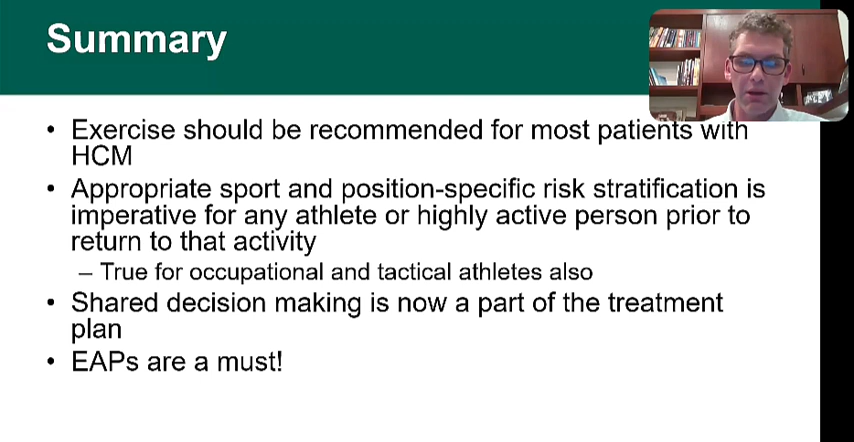 Summary
• Exercise should be recommended for most patients with
HCM
• Appropriate sport and position-specific risk stratification is
imperative for any athlete or highly active person prior to
return to that activity
– True for occupational and tactical athletes also
• Shared decision making is now a part of the treatment
plan
• EAPs are a must!